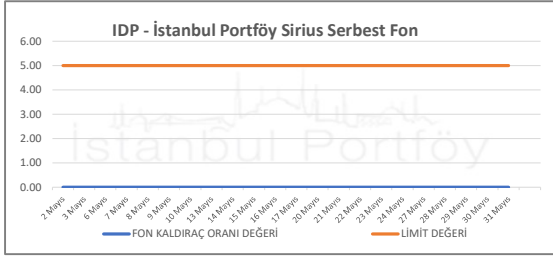 IDP - İstanbul Portföy Sirius Serbest Fon
6.00
5.00
4.00
3.00
2.00
1.00
0.00
İstanbul Portföy
2 Mayıs
3 Mayıs
6 Mayıs
7 Mayıs
8 Mayıs
9 Mayıs
10 Mayıs
13 Mayıs
14 Mayıs
15 Mayıs
16 Mayıs
17 Mayıs
20 Mayıs
21 Mayıs
22 Mayıs
23 Mayıs
24 Mayıs
27 Mayıs
28 Mayıs
29 Mayıs
30 Mayıs
31 Mayıs
FON KALDIRAÇ ORANI DEĞERİ
LİMİT DEĞERİ